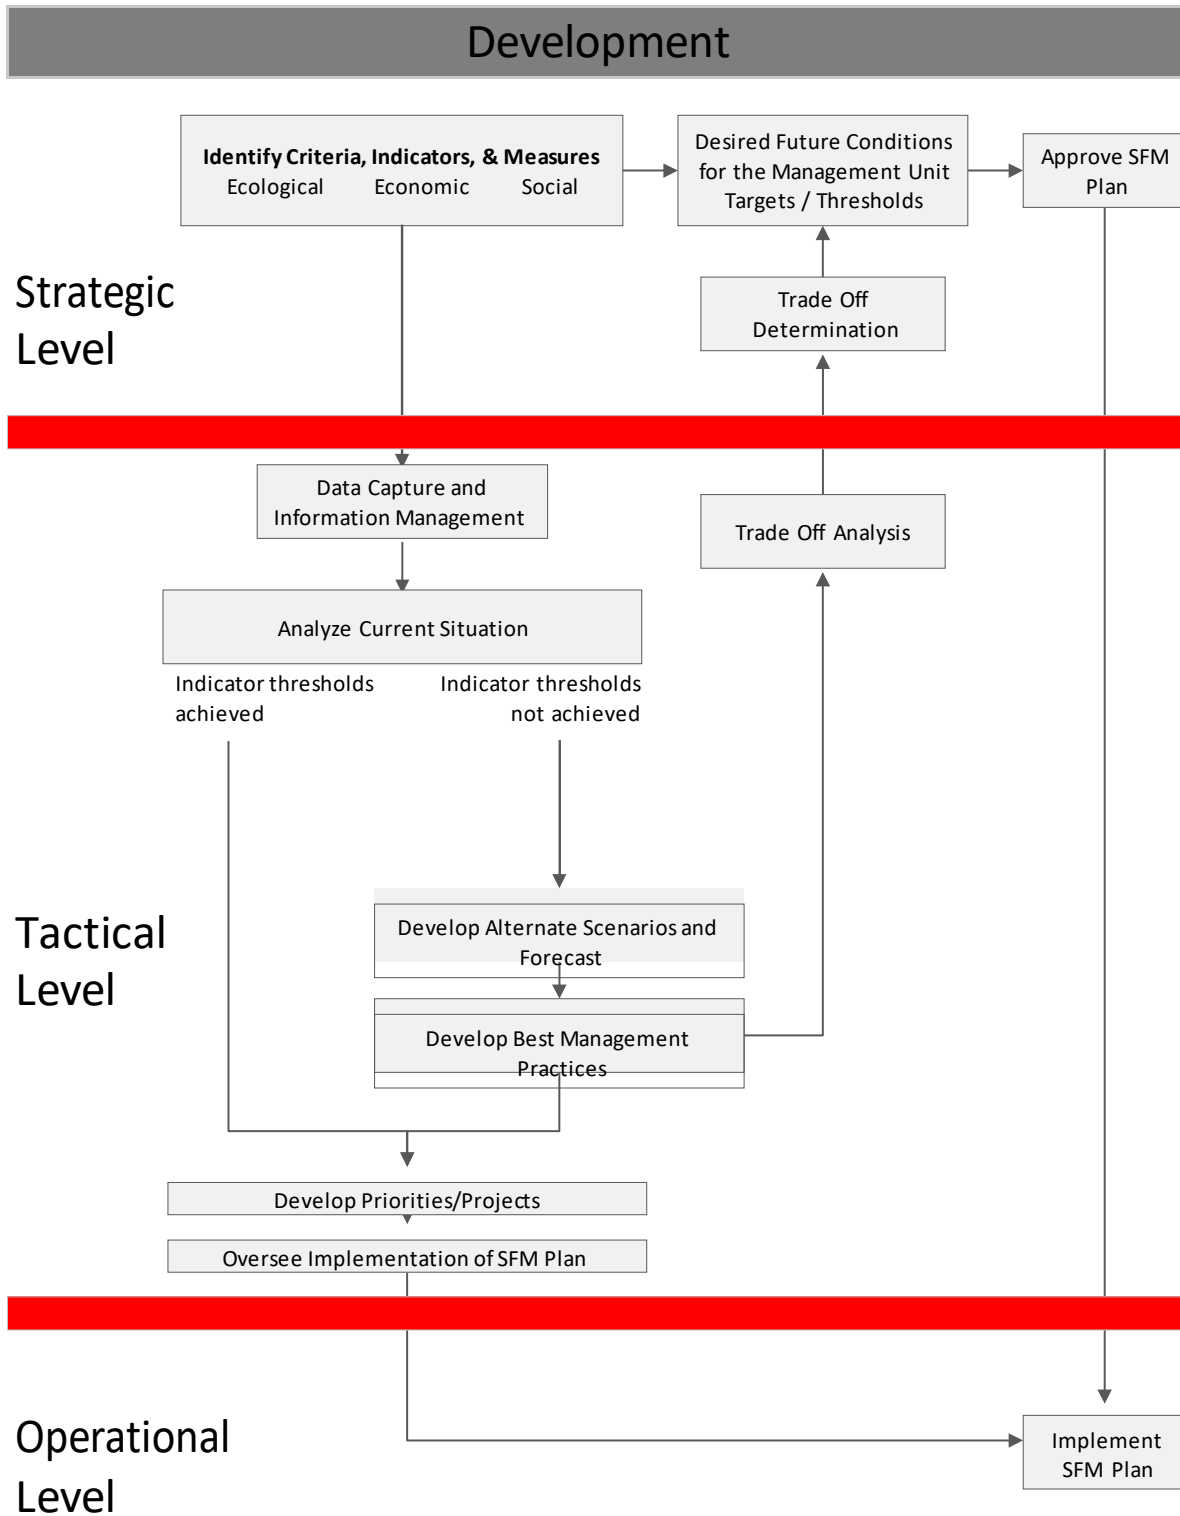 Development
Identify Criteria, Indicators, & Measures
Ecological Economic Social
Desired Future Conditions
for the Management Unit
Targets / Thresholds
Approve SFM
Plan
Strategic
Level
Trade Off
Determination
Data Capture and
Information Management
Trade Off Analysis
Analyze Current Situation
Indicator thresholds
achieved
Indicator thresholds
not achieved
Tactical
Level
Develop Alternate Scenarios and
Forecast
Develop Best Management
Practices
Develop Priorities/Projects
Oversee Implementation of SFM Plan
Operational
Level
Implement
SFM Plan